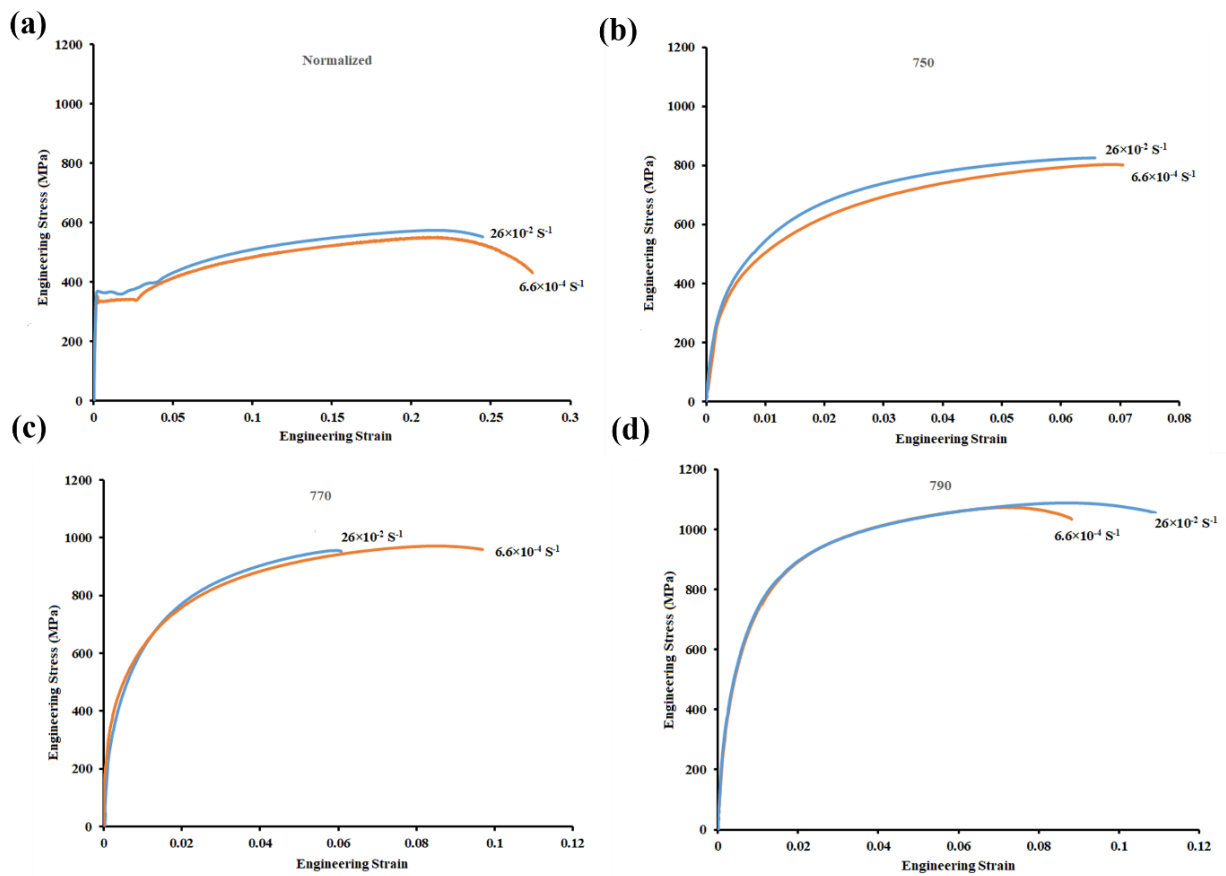 (a)
Normalized
1200
1000
800
600
400
200
0
0
0.05
0.1
0.15
0.2
0.25
0.3
Engineering Stress (MPa)
Engineering Strain
26×10-2 S-1
6.6×10-4 S-1
(b)
750
1200
1000
800
600
400
200
0
0
0.01
0.02
0.03
0.04
0.05
0.06
0.07
0.08
Engineering Stress (MPa)
Engineering Strain
26×10-2 S-1
6.6×10-4 S-1
(c)
770
1200
1000
800
600
400
200
0
0
0.02
0.04
0.06
0.08
0.1
0.12
Engineering Stress (MPa)
Engineering Strain
26×10-2 S-1
6.6×10-4 S-1
(d)
790
1200
1000
800
600
400
200
0
0
0.02
0.04
0.06
0.08
0.1
0.12
Engineering Stress (MPa)
Engineering Strain
6.6×10-4 S-1
26×10-2 S-1